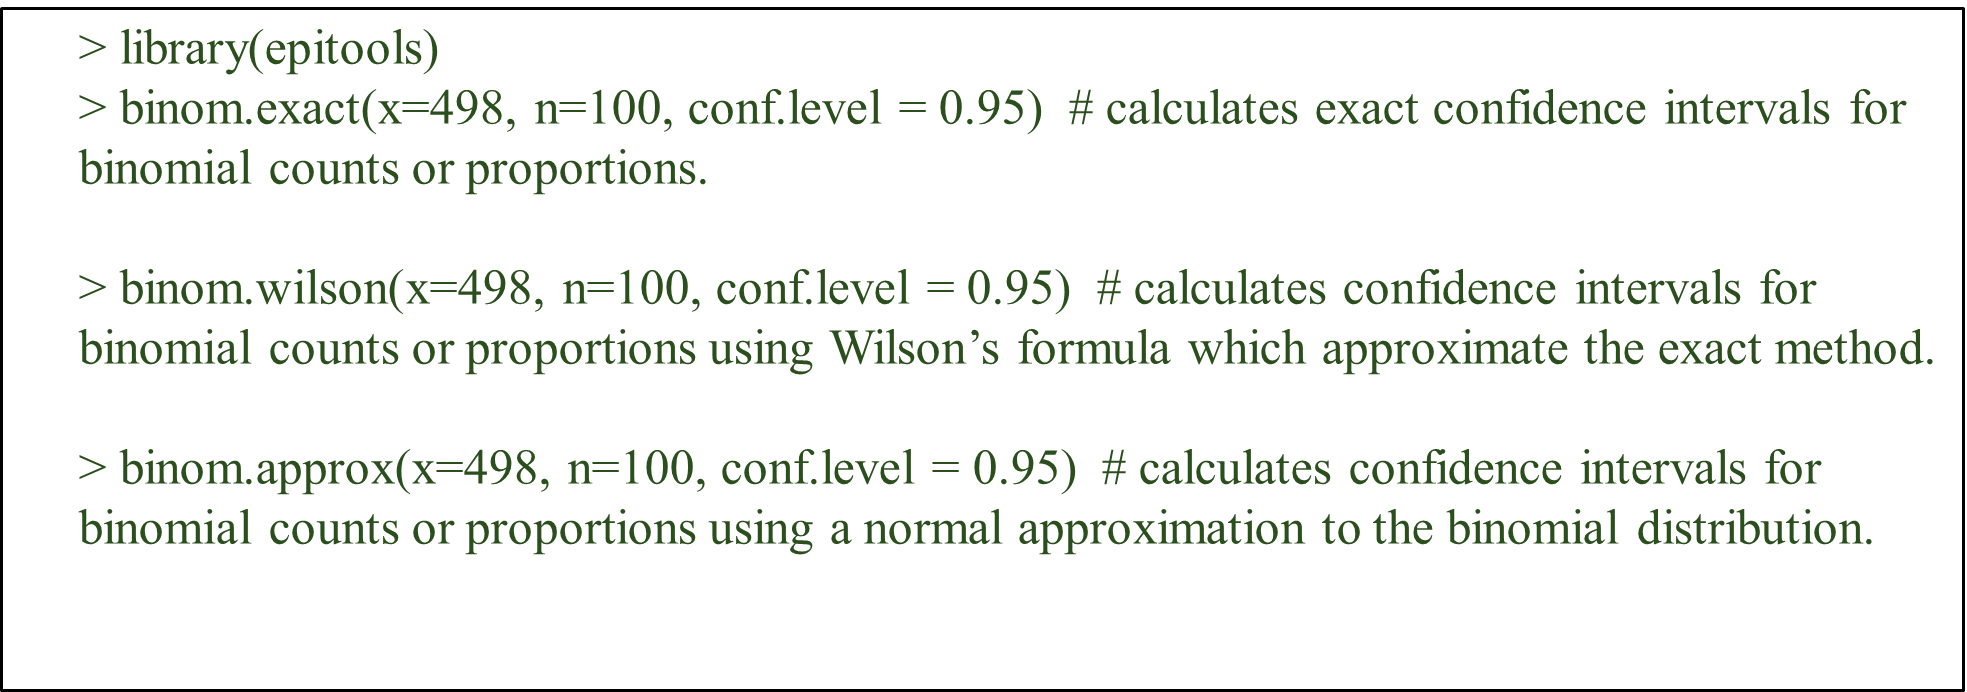 > library(epitools)
> binom.exact(x=498, n=100, conf.level = 0.95)  # calculates exact confidence intervals for
binomial counts or proportions.
> binom.wilson(x=498, n=100, conf.level = 0.95)  # calculates confidence intervals for
binomial counts or proportions using Wilson’s formula which approximate the exact method.
> binom.approx(x=498, n=100, conf.level = 0.95)  # calculates confidence intervals for
binomial counts or proportions using a normal approximation to the binomial distribution.